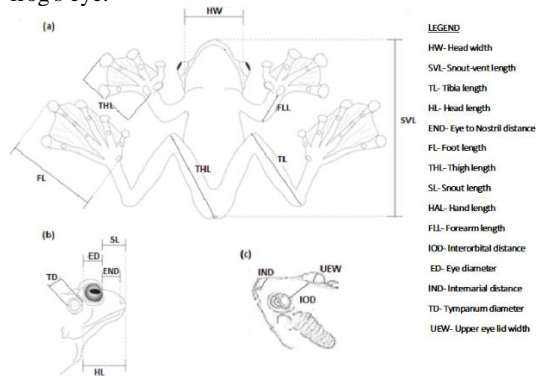 frog's eye.
HW
(a)
THL
FLL
SVL
FL
THL
TL
(b)
SL
ED
END
TD
HL
(c)
IND
UEW
IOD
LEGEND
HW- Head width
SVL- Snout-vent length
TL- Tibia length
HL- Head length
END- Eye to Nostril distance
FL- Foot length
THL- Thigh length
SL- Snout length
HAL- Hand length
FLL- Forearm length
IOD- Interorbital distance
ED- Eye diameter
IND- Internarial distance
TD- Tympanum diameter
UEW- Upper eye lid width